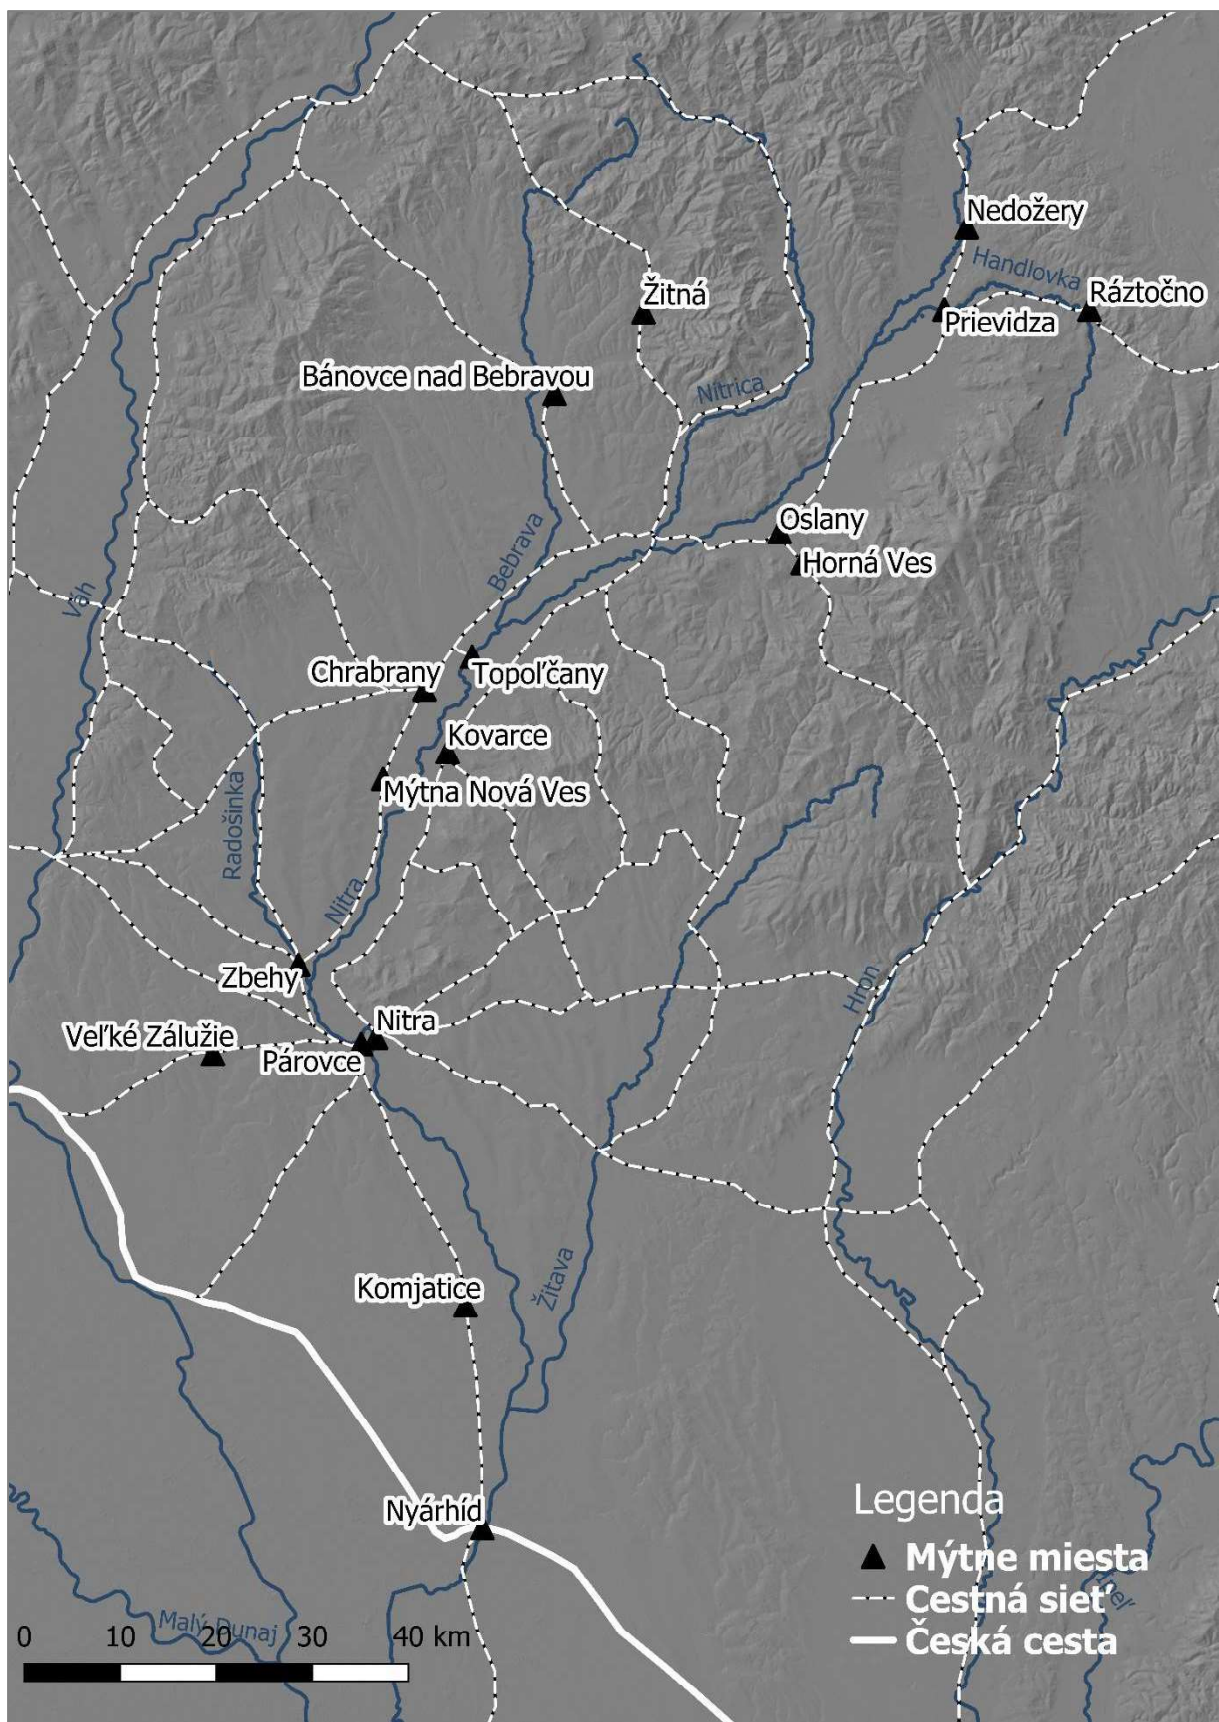 Nedožery
Handlovka
Žitná
Ráztočno
Prievidza
Bánovce nad Bebravou
Nitrica
Oslany
Bebrava
Horná Ves
Váh
Chrabrany
Topoľčany
Kovarce
Radošinka
Mýtna Nová Ves
Nitra
Zbehy
Hron
Nitra
Veľké Zálužie
Párovce
Žitava
Komjatice
Nyárhíd
Legenda
Mýtne miesta
Cestná sieť
Česká cesta
Malý Dunaj
0 10 20 30 40 km